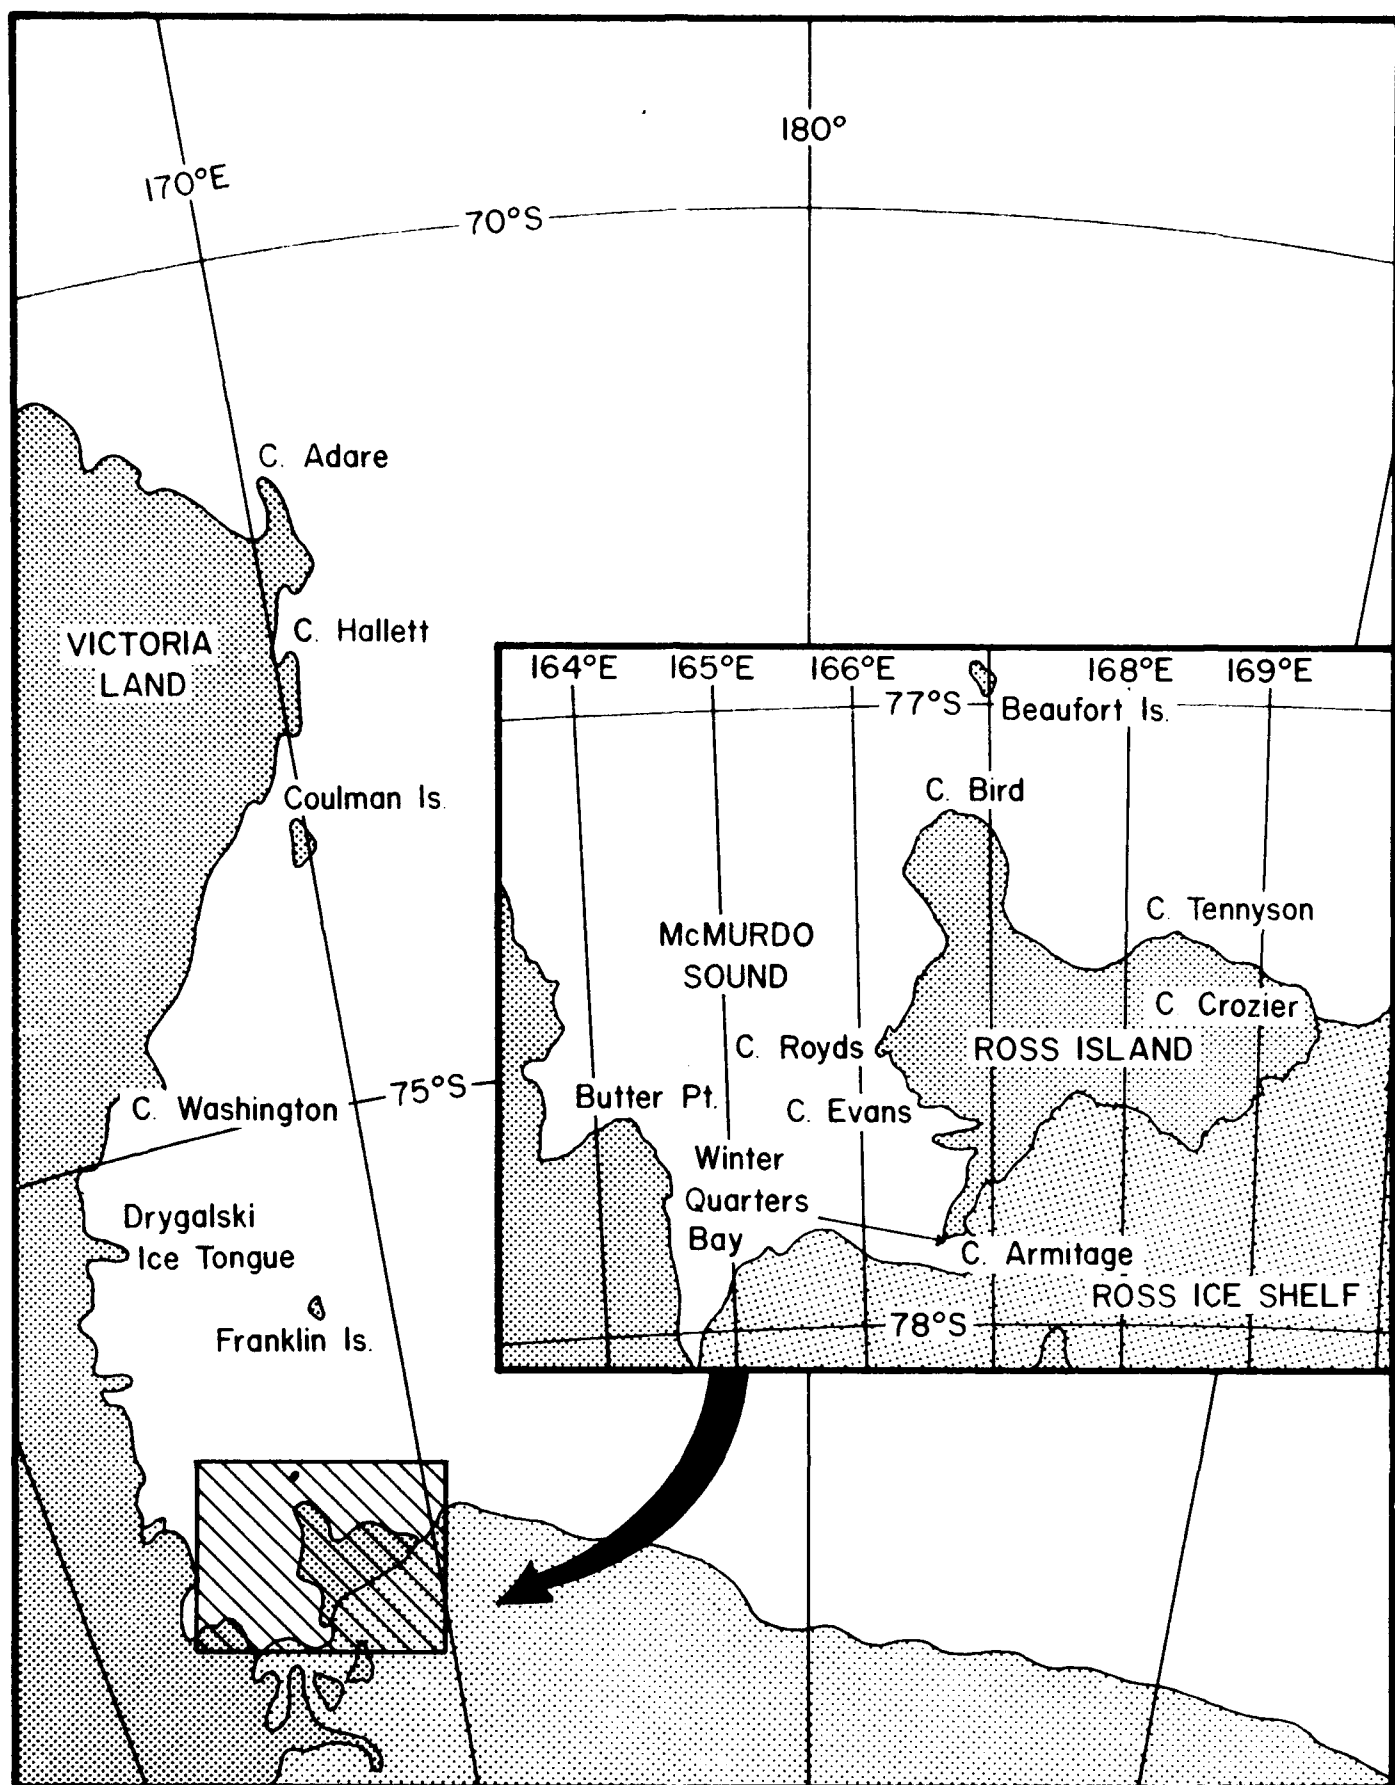 180°
170°E
70°S
C. Adare
C. Hallett
VICTORIA
LAND
Coulman Is.
75°S
C. Washington
Drygalski
Ice Tongue
Franklin Is.
164°E 165°E 166°E 168°E 169°E
77°S
Beaufort Is.
C. Bird
C. Tennyson
McMURDO
SOUND
C. Crozier
C. Royds
ROSS ISLAND
Butter Pt.
C. Evans
Winter
Quarters
Bay
C. Armitage
ROSS ICE SHELF
78°S